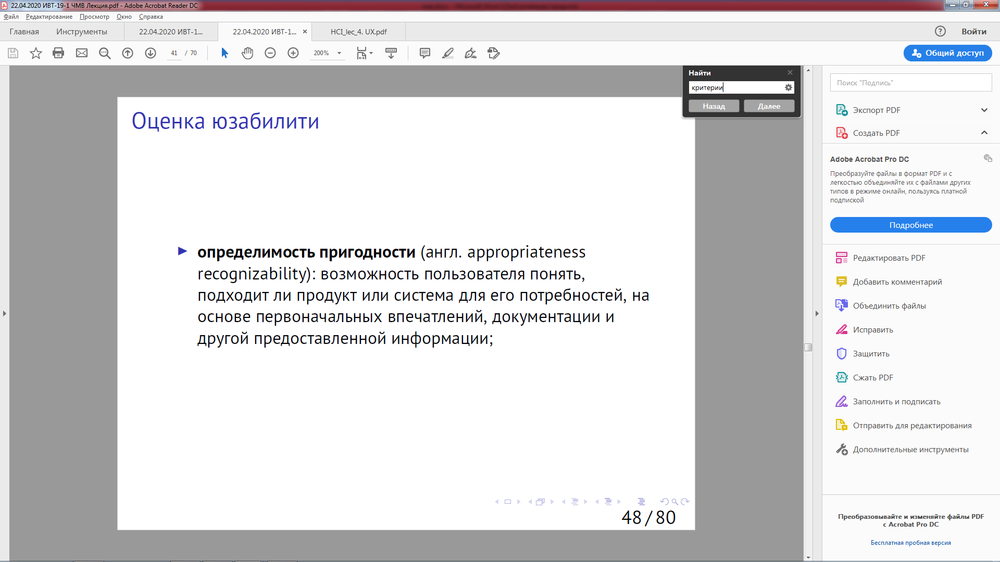 22.04.2020 ИВТ-19-1 ЧМВ Лекция.pdf - Adobe Acrobat Reader DC
Файл Редактирование Просмотр Окно Справка
Главная Инструменты 22.04.2020 ИВТ-1... 22.04.2020 ИВТ-1... HCI_lec_4. UX.pdf Войти
41 / 70 200% Общий доступ
Найти
критерии
Назад Далее
Оценка юзабилити
определимость пригодности (англ. appropriateness
recognizability): возможность пользователя понять,
подходит ли продукт или система для его потребностей, на
основе первоначальных впечатлений, документации и
другой предоставленной информации;
48/80
Поиск "Подпись"
Экспорт PDF
Создать PDF
Adobe Acrobat Pro DC
Преобразуйте файлы в формат PDF и с
легкостью объединяйте их с файлами других
типов в режиме онлайн, пользуясь платной
подпиской
Подробнее
Редактировать PDF
Добавить комментарий
Объединить файлы
Исправить
Защитить
Сжать PDF
Заполнить и подписать
Отправить для редактирования
Дополнительные инструменты
Преобразовывайте и изменяйте файлы PDF
с Acrobat Pro DC
Бесплатная пробная версия